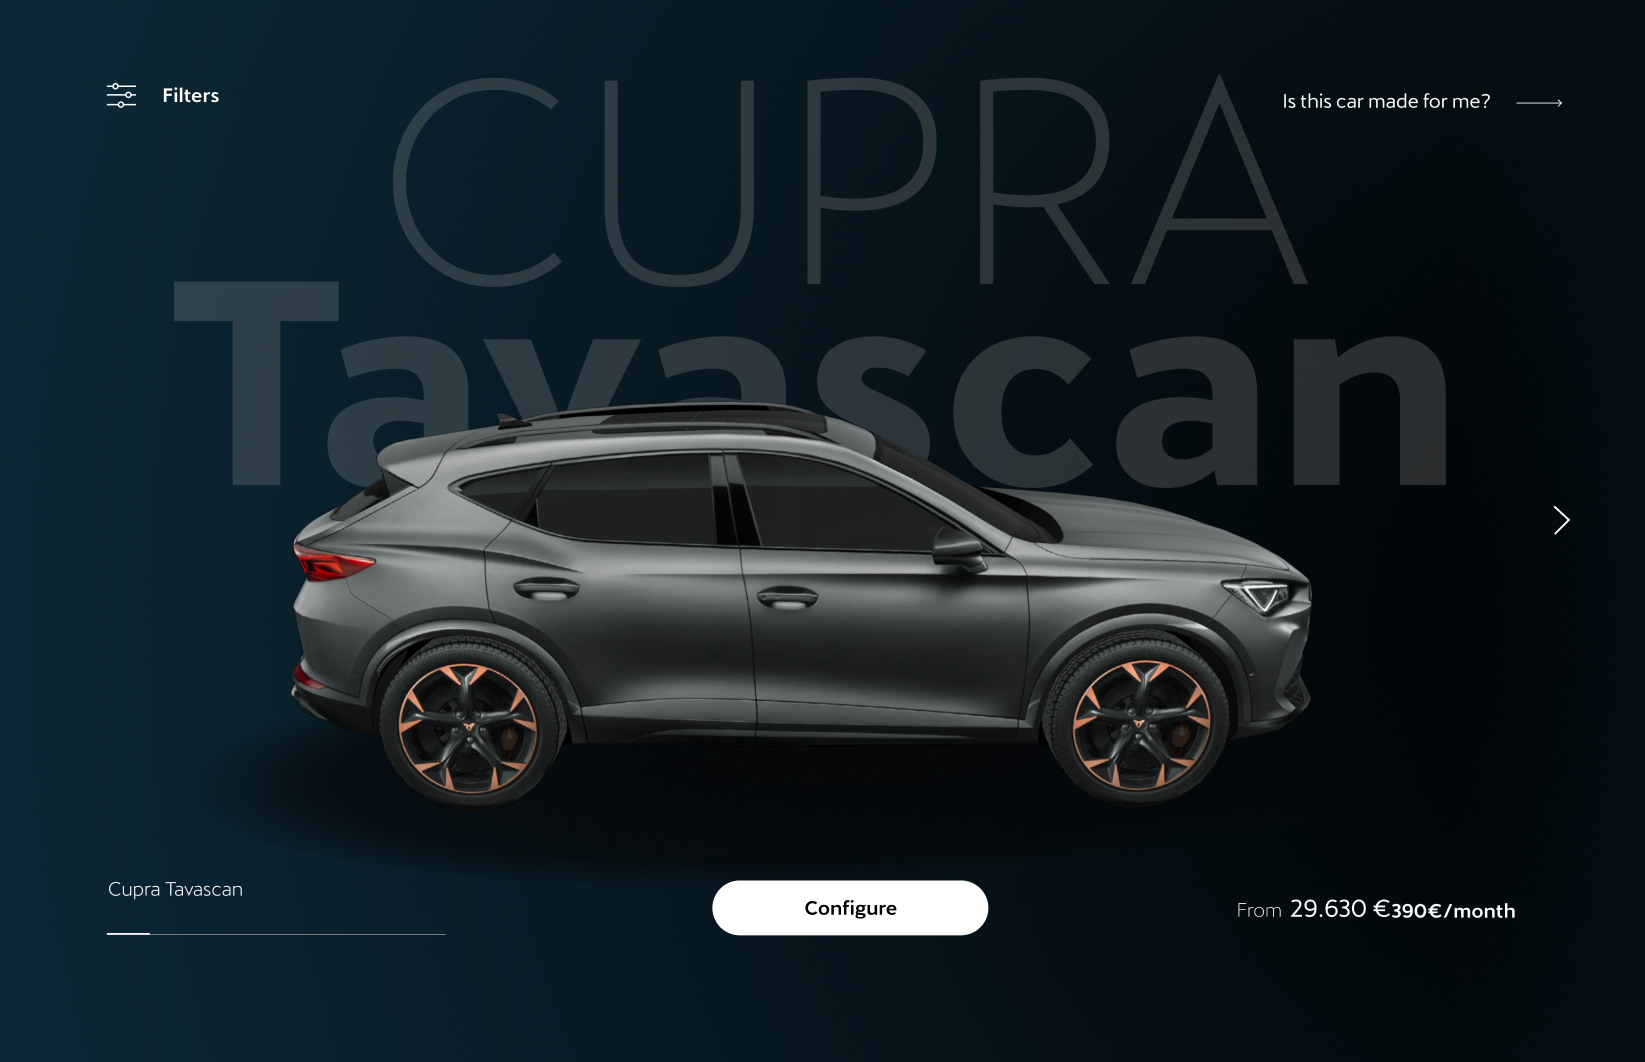 Filters
Is this car made for me?
CUPRA
Tavascan
Cupra Tavascan
Configure
From 29.630 €390€/month